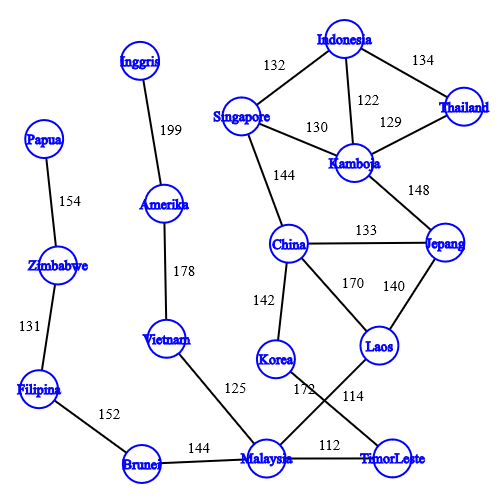 Indonesia
Inggris
132
134
122
Thailand
Singapore
130
129
199
Papua
Kamboja
144
148
154
Amerika
133
China
Jepang
Zimbabwe
178
170
140
142
131
Vietnam
Laos
Korea
125
172
114
Filipina
152
144
112
Brunei
Malaysia
TimorLeste